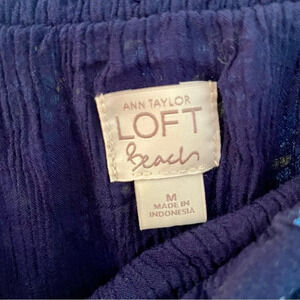 ANN TAYLOR
LOFT
Beach
M
MADE IN
INDONESIA